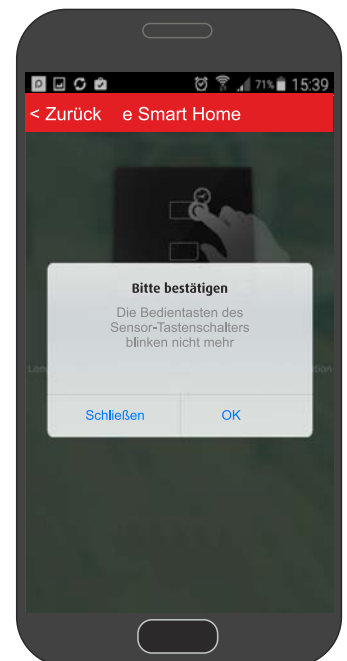 71% 15:39
< Zurück e Smart Home
Bitte bestätigen
Die Bedientasten des
Sensor-Tastenschalters
blinken nicht mehr
Schließen OK